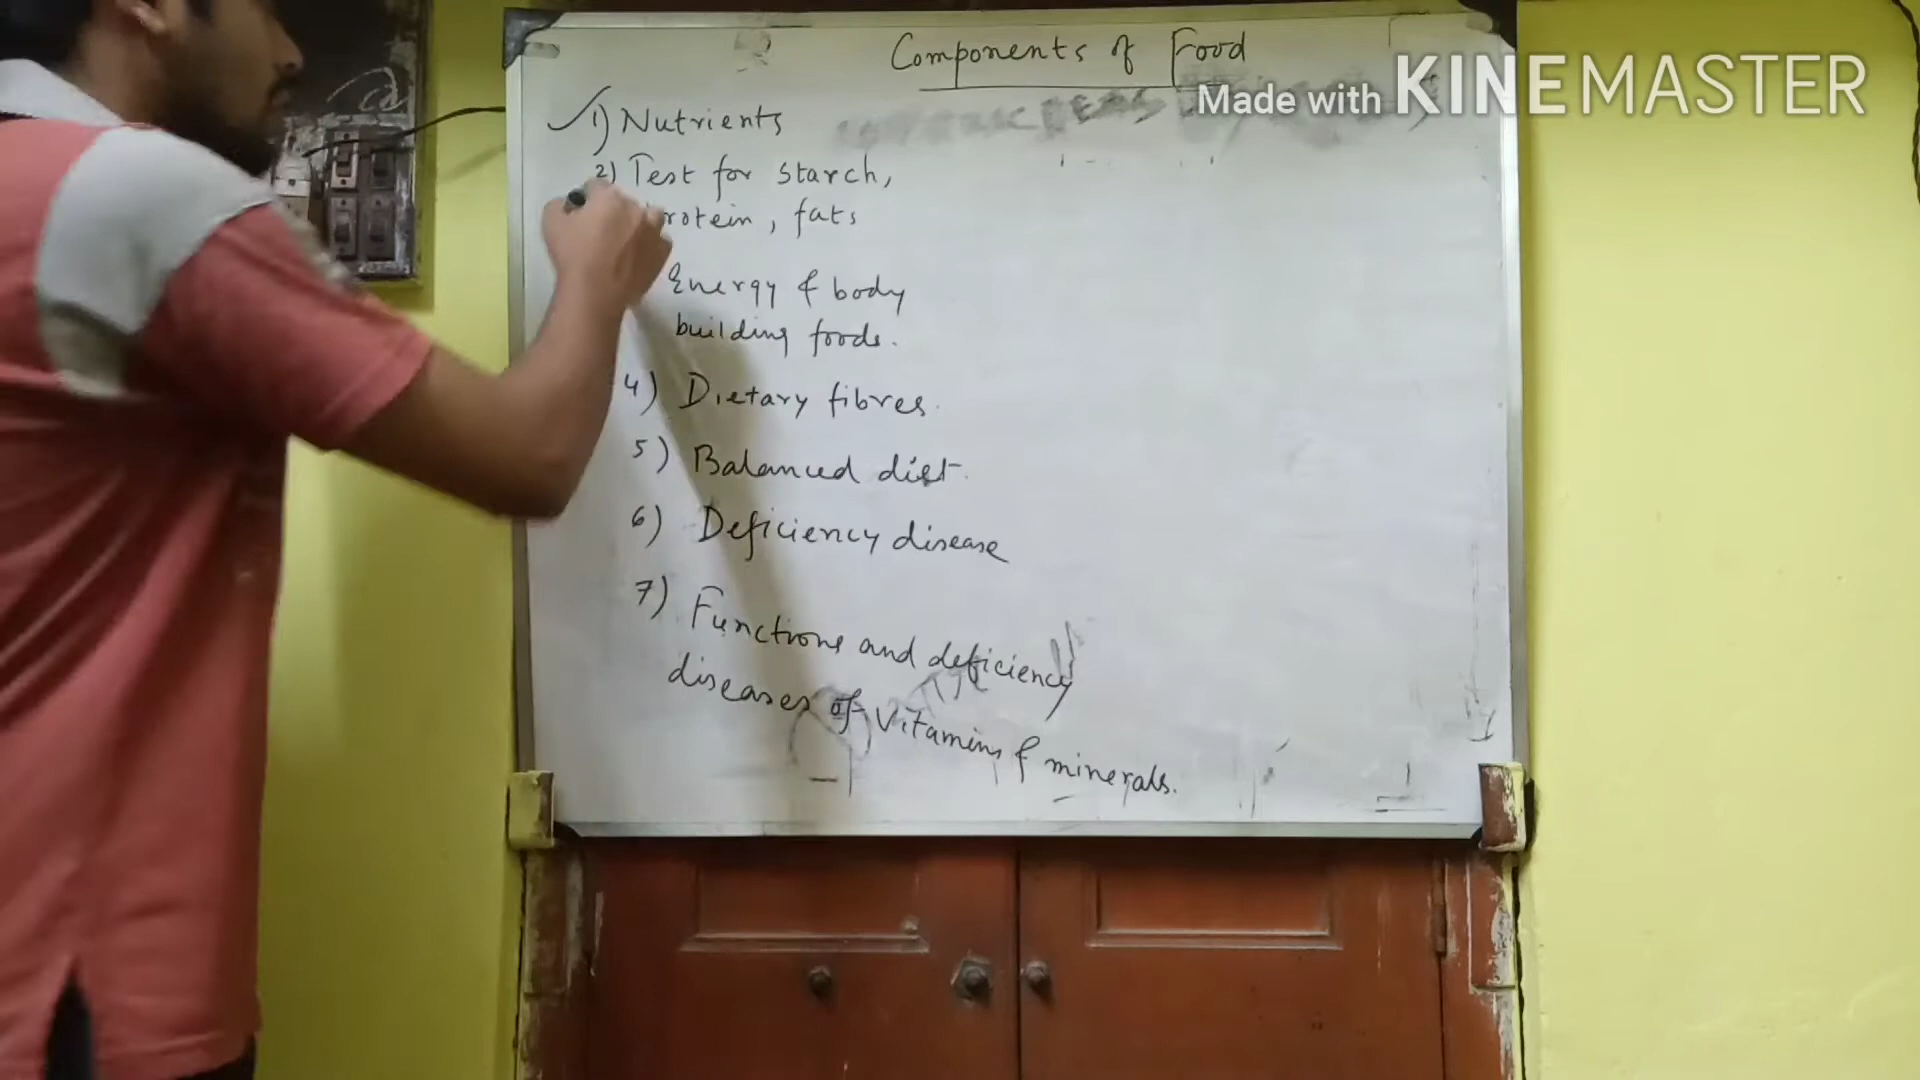 Components of Food
Made with KINEMASTER
1) Nutrients
2) Test for starch,
protein, fats
Energy & body
building foods.
4) Dietary fibres.
5) Balanced diet.
6) Deficiency disease
7) Functions and deficiency
diseases of vitamins & minerals.